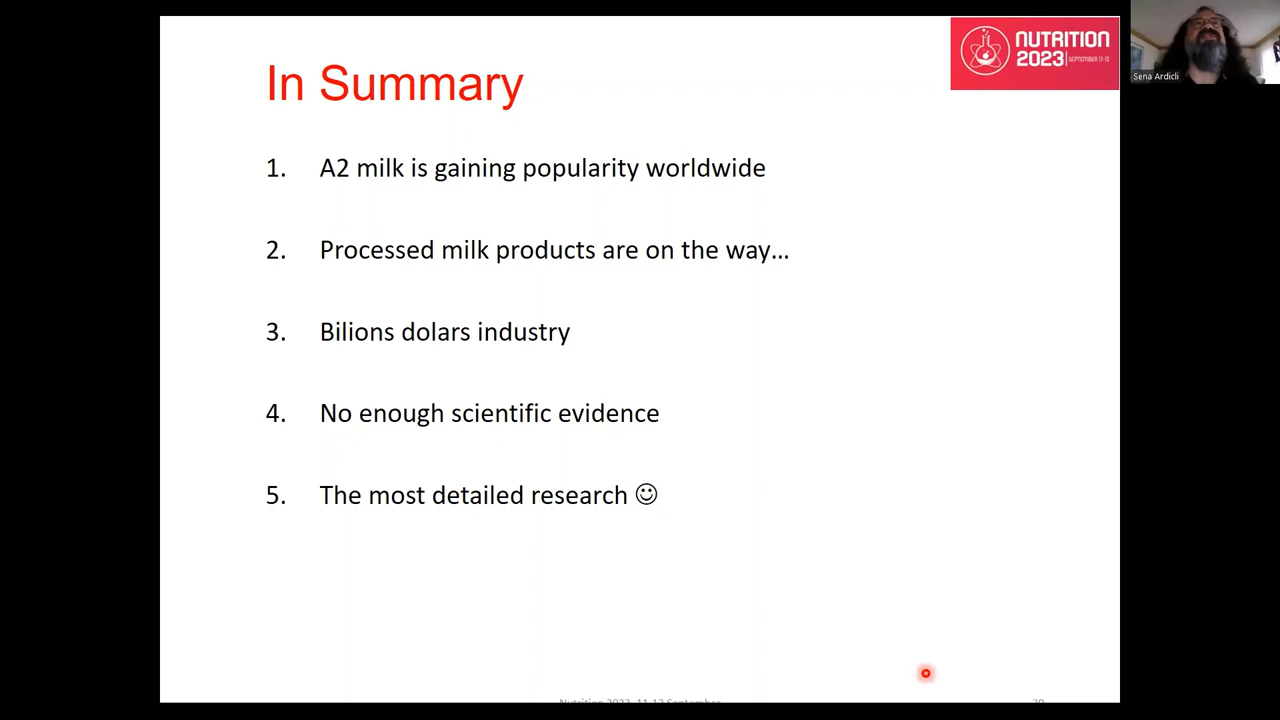 In Summary
NUTRITION
2023 | SEPTEMBER 11-13
Sena Ardicli
1. A2 milk is gaining popularity worldwide
2. Processed milk products are on the way...
3. Bilions dolars industry
4. No enough scientific evidence
5. The most detailed research ☺